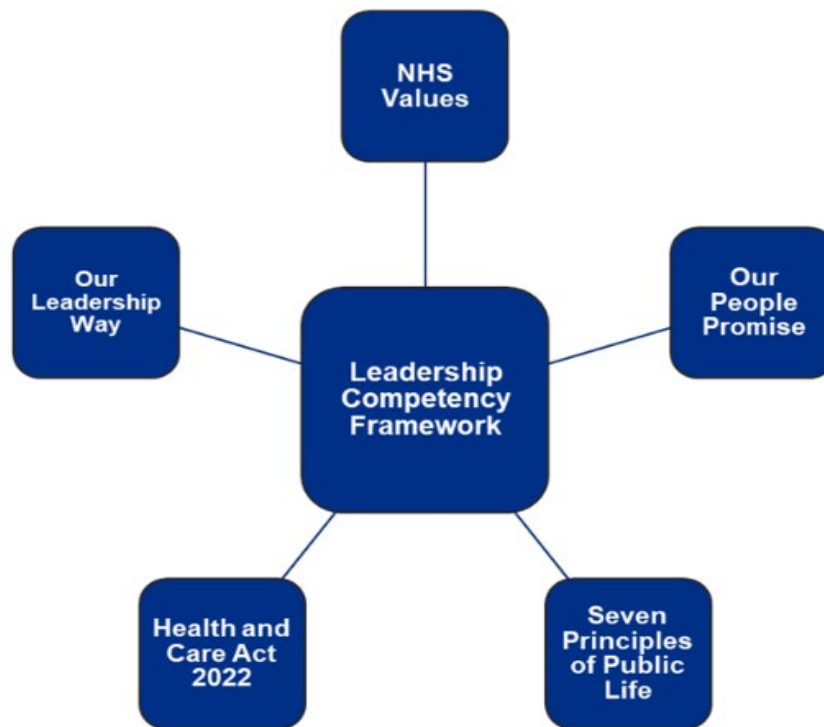 NHS
Values
Our
Leadership
Way
Our
People
Promise
Leadership
Competency
Framework
Health and
Care Act
2022
Seven
Principles
of Public
Life